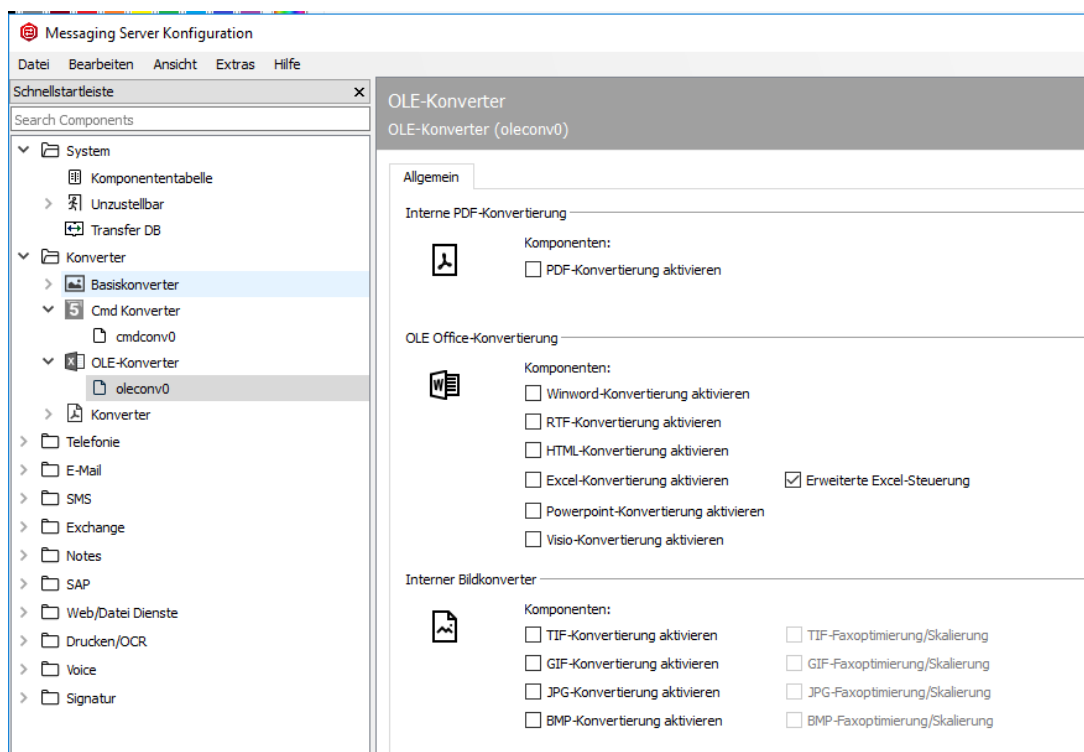 Messaging Server Konfiguration
Datei Bearbeiten Ansicht Extras Hilfe
Schnellstartleiste
Search Components
System
Komponententabelle
Unzustellbar
Transfer DB
Konverter
Basiskonverter
Cmd Konverter
cmdconv0
OLE-Konverter
oleconv0
Konverter
Telefonie
E-Mail
SMS
Exchange
Notes
SAP
Web/Datei Dienste
Drucken/OCR
Voice
Signatur
OLE-Konverter
OLE-Konverter (oleconv0)
Allgemein
Interne PDF-Konvertierung
Komponenten:
PDF-Konvertierung aktivieren
OLE Office-Konvertierung
Komponenten:
Winword-Konvertierung aktivieren
RTF-Konvertierung aktivieren
HTML-Konvertierung aktivieren
Excel-Konvertierung aktivieren Erweiterte Excel-Steuerung
Powerpoint-Konvertierung aktivieren
Visio-Konvertierung aktivieren
Interner Bildkonverter
Komponenten:
TIF-Konvertierung aktivieren TIF-Faxoptimierung/Skalierung
GIF-Konvertierung aktivieren GIF-Faxoptimierung/Skalierung
JPG-Konvertierung aktivieren JPG-Faxoptimierung/Skalierung
BMP-Konvertierung aktivieren BMP-Faxoptimierung/Skalierung